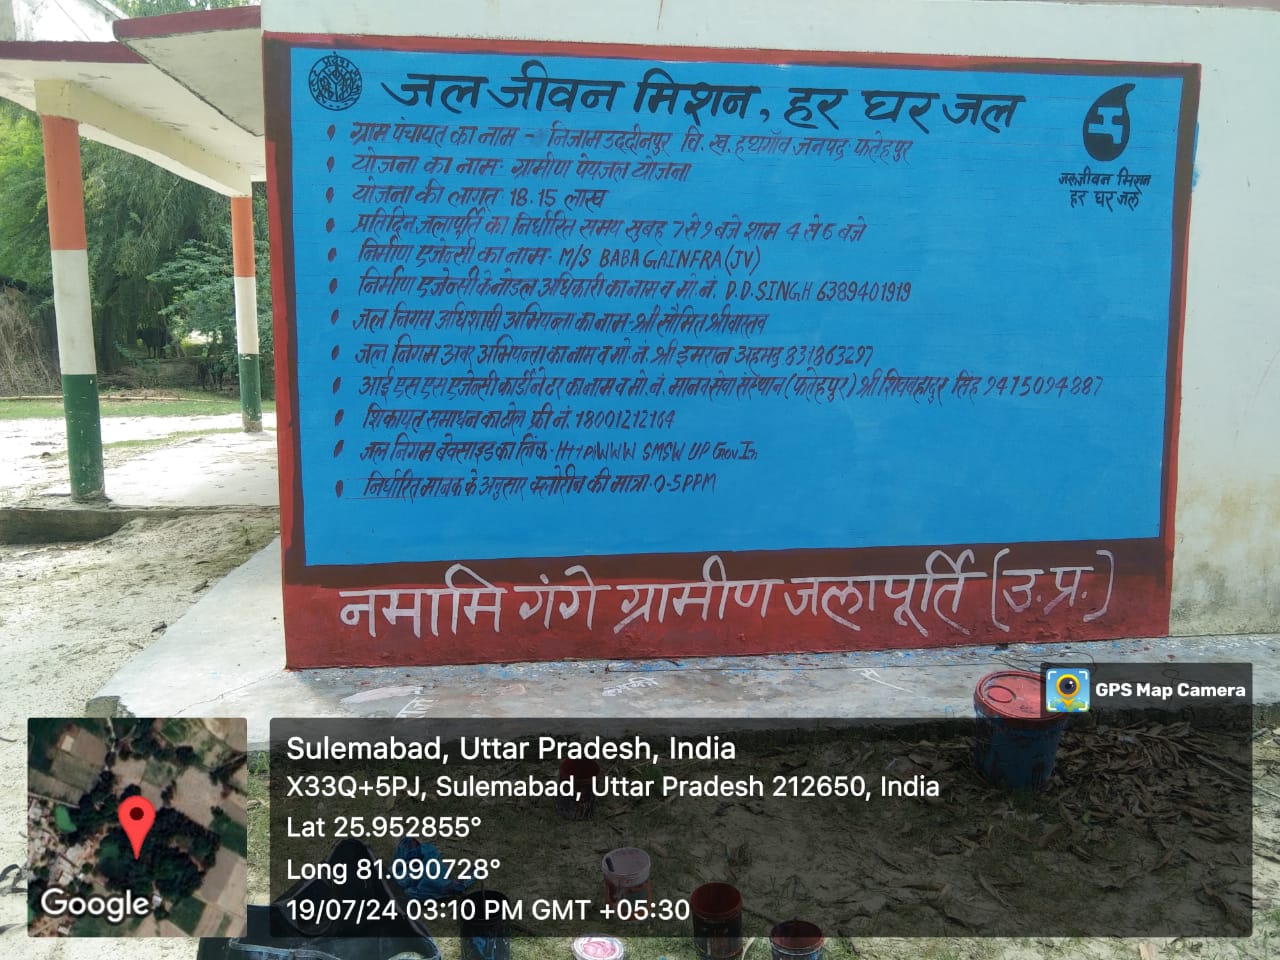 जल जीवन मिशन, हर घर जल
ग्राम पंचायत का नाम - निजामउद्दीनपुर वि. ख. हथगाँव जनपद फतेहपुर
योजना का नाम- ग्रामीण पेयजल योजना
योजना की लागत 18.15 लाख
प्रतिदिन जलापूर्ति का निर्धारित समय सुबह 7 से 9 बजे शाम 4 से 6 बजे
निर्माण एजेन्सी का नाम- M/S BABA GAINFRA (JV)
निर्माण एजेन्सी के नोडल अधिकारी का नाम व मो. नं. D.D. SINGH 6389401919
जल निगम अधिशाषी अभियन्ता का नाम-श्री सौमित श्रीवास्तव
जल निगम अवर अभियन्ता का नाम व मो. नं. श्री इमरान अहमद 831863297
आई एस एस एजेन्सी कार्डीनेटर का नाम व मो. नं. मानव सेवा संस्थान (फतेहपुर) श्री शिवबहादुर सिंह 9415094887
शिकायत समाधन का टोल फ्री नं. 18001212164
जल निगम बेवसाइड का लिंक- Http WWW SMSW UP Gov. In
निर्धारित मानक के अनुसार क्लोरीन की मात्रा 0-5 PPM
जल जीवन मिशन
हर घर जल
नमामि गंगे ग्रामीण जलापूर्ति (उ.प्र.)
GPS Map Camera
Sulemabad, Uttar Pradesh, India
X33Q+5PJ, Sulemabad, Uttar Pradesh 212650, India
Lat 25.952855°
Long 81.090728°
19/07/24 03:10 PM GMT +05:30
Google